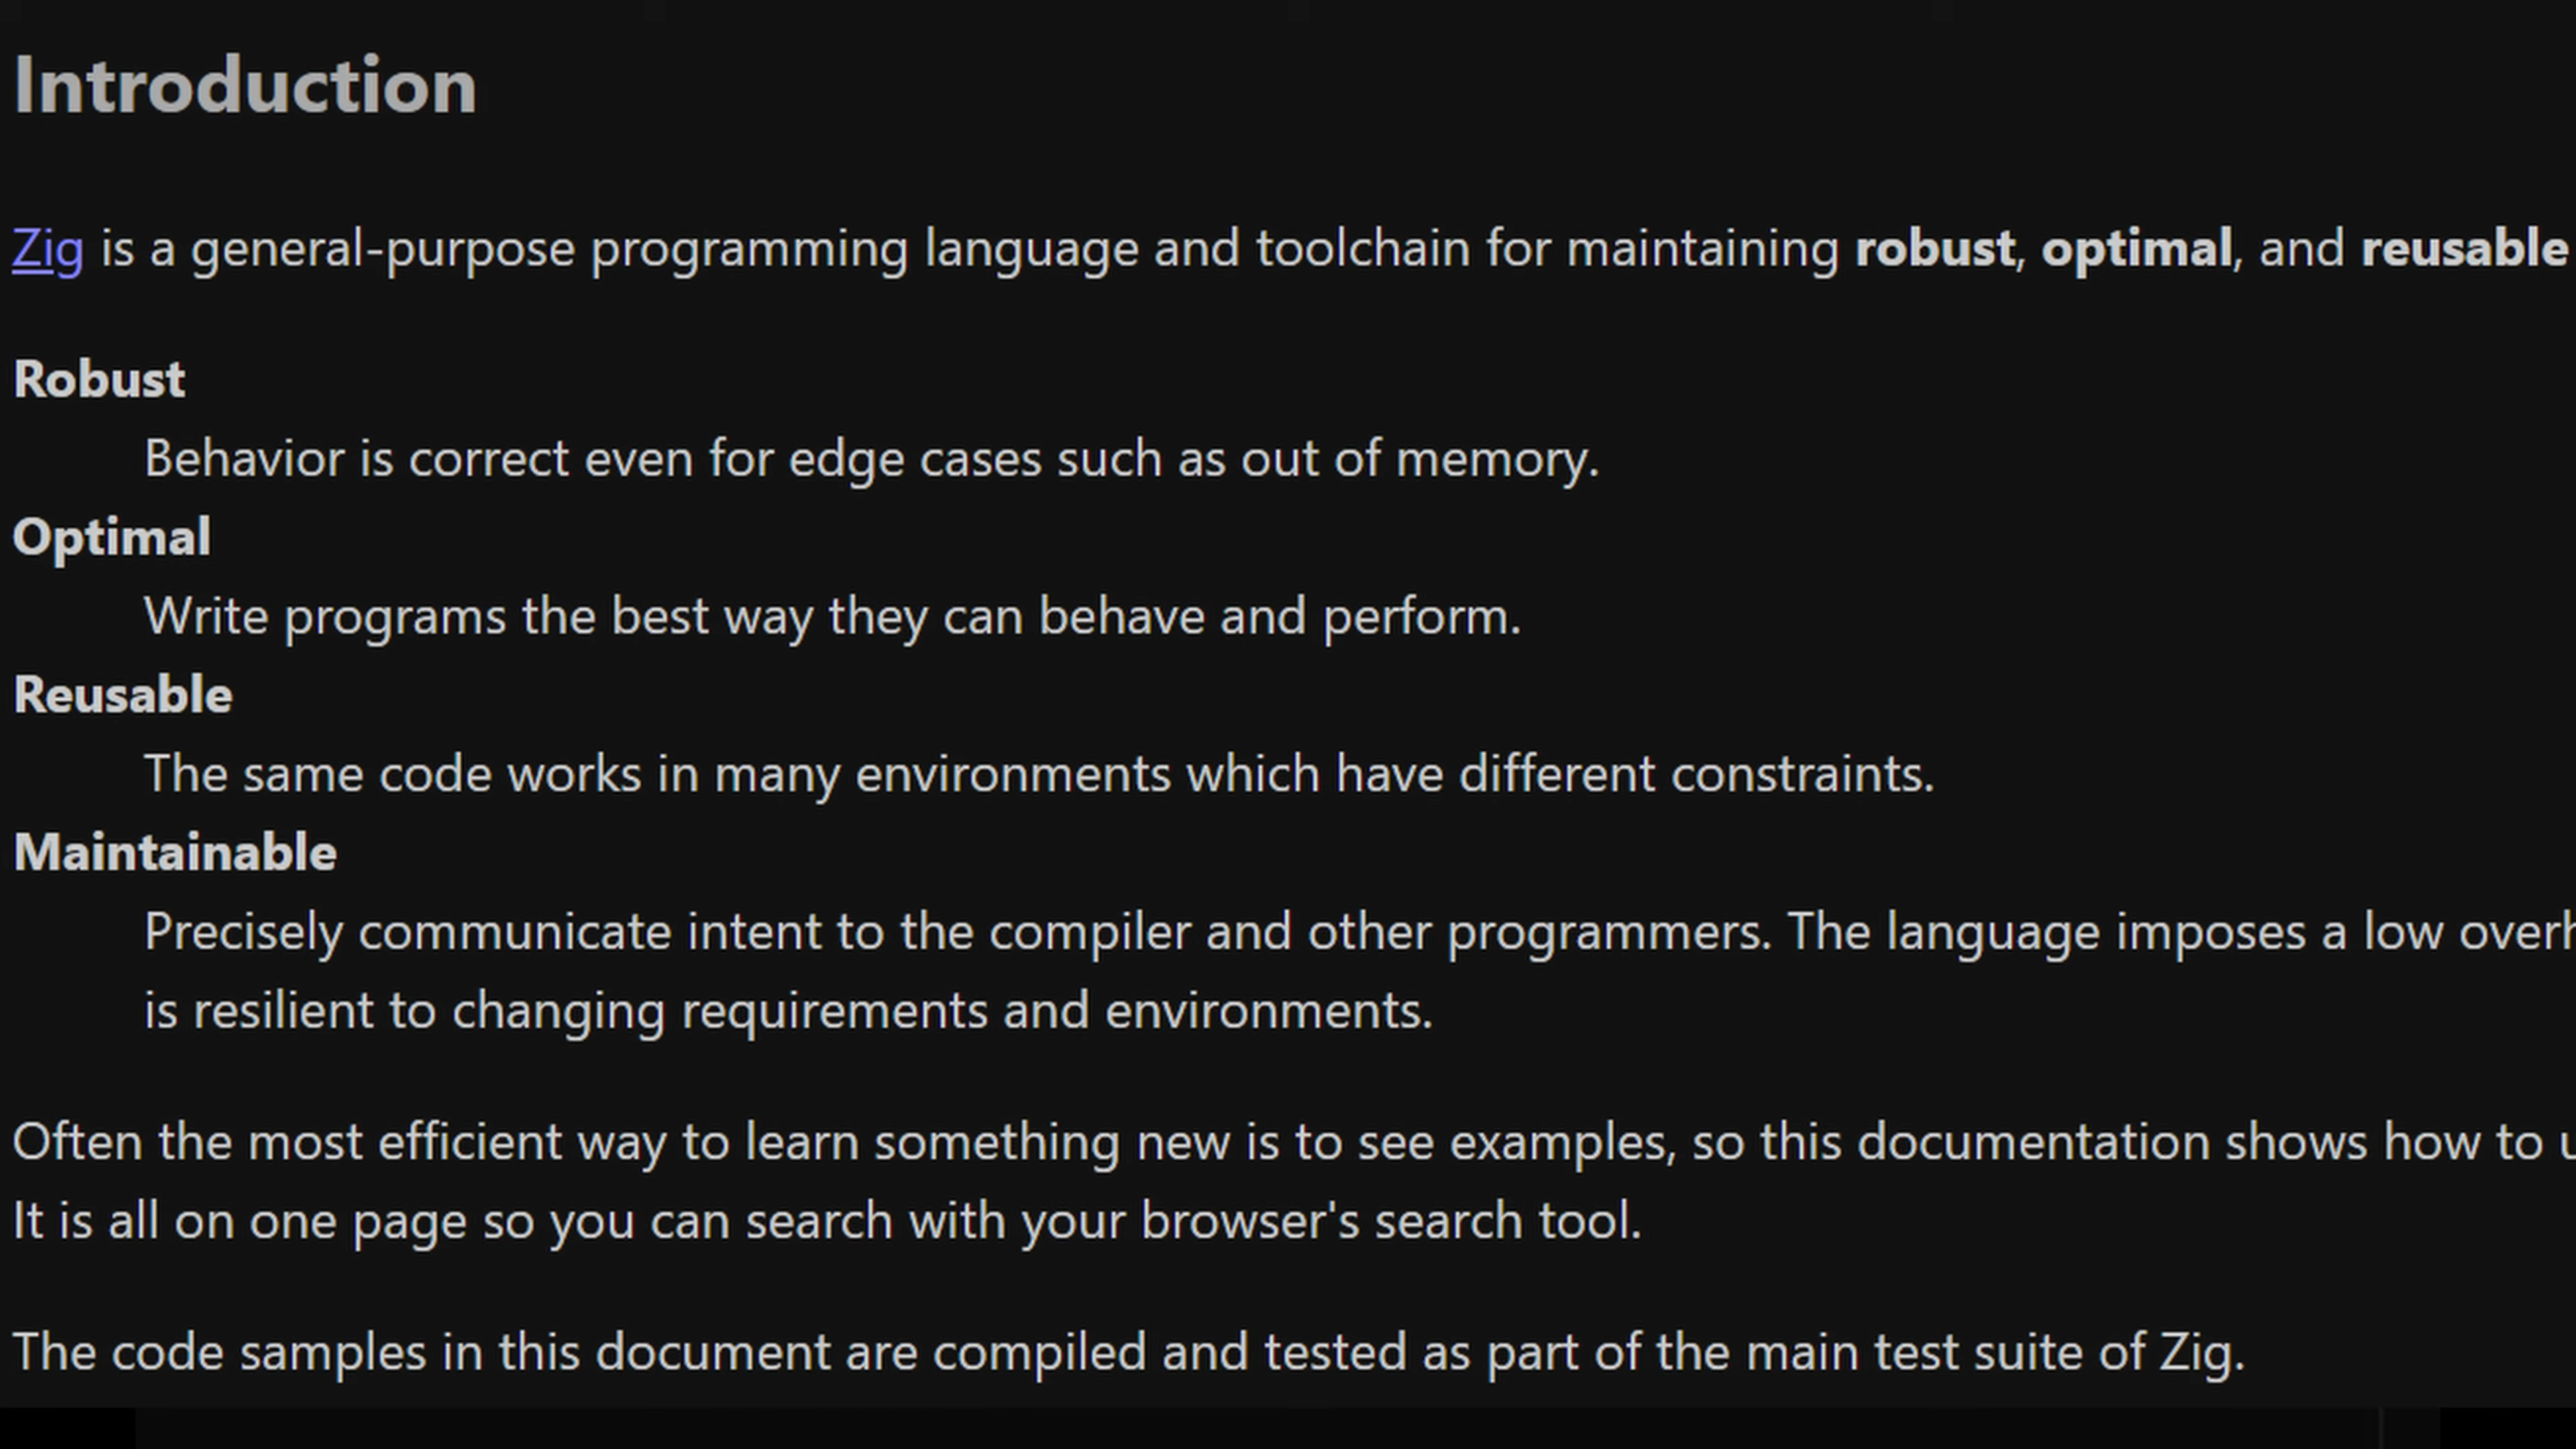 Introduction
Zig is a general-purpose programming language and toolchain for maintaining robust, optimal, and reusable
Robust
Behavior is correct even for edge cases such as out of memory.
Optimal
Write programs the best way they can behave and perform.
Reusable
The same code works in many environments which have different constraints.
Maintainable
Precisely communicate intent to the compiler and other programmers. The language imposes a low
is resilient to changing requirements and environments.
Often the most efficient way to learn something new is to see examples, so this documentation shows how to
It is all on one page so you can search with your browser's search tool.
The code samples in this document are compiled and tested as part of the main test suite of Zig.